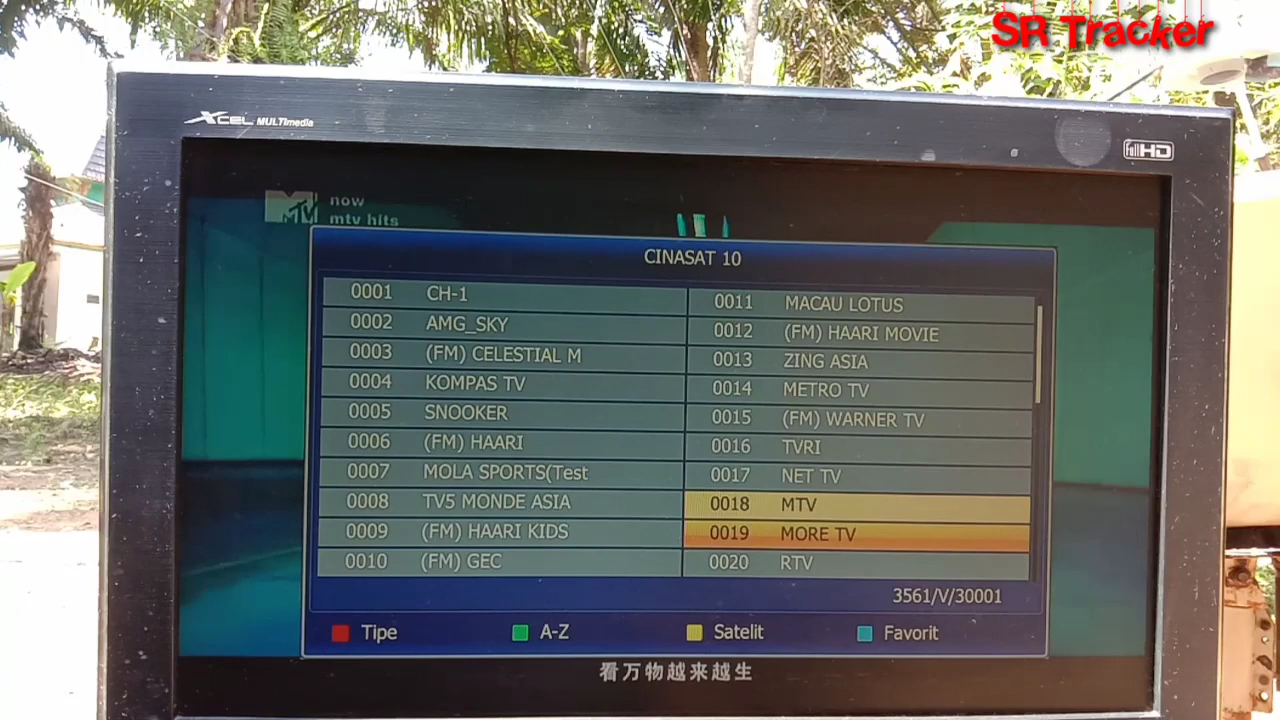 SR Tracker
XCEL MULTImedia
full HD
MTV now
mtv hits
CINASAT 10
0001 CH-1
0002 AMG_SKY
0003 (FM) CELESTIAL M
0004 KOMPAS TV
0005 SNOOKER
0006 (FM) HAARI
0007 MOLA SPORTS(Test
0008 TV5 MONDE ASIA
0009 (FM) HAARI KIDS
0010 (FM) GEC
0011 MACAU LOTUS
0012 (FM) HAARI MOVIE
0013 ZING ASIA
0014 METRO TV
0015 (FM) WARNER TV
0016 TVRI
0017 NET TV
0018 MTV
0019 MORE TV
0020 RTV
3561/V/30001
Tipe A-Z Satelit Favorit
看万物越来越生